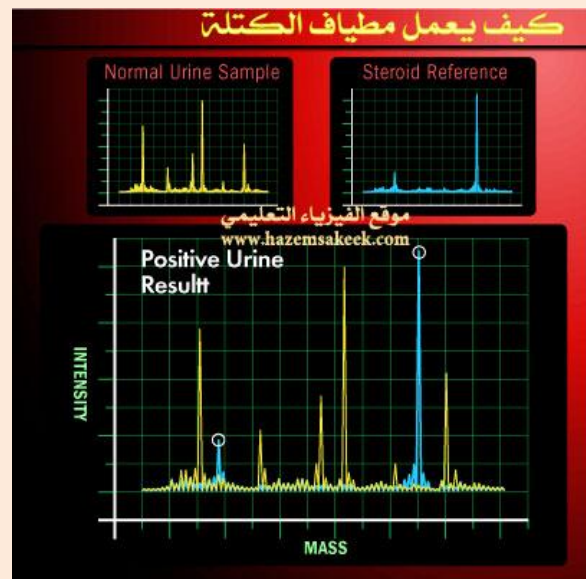 كيف يعمل مطياف الكتلة
Normal Urine Sample
Steroid Reference
موقع الفيزياء التعليمي
www.hazemsakeek.com
Positive Urine
Resultt
INTENSITY
MASS